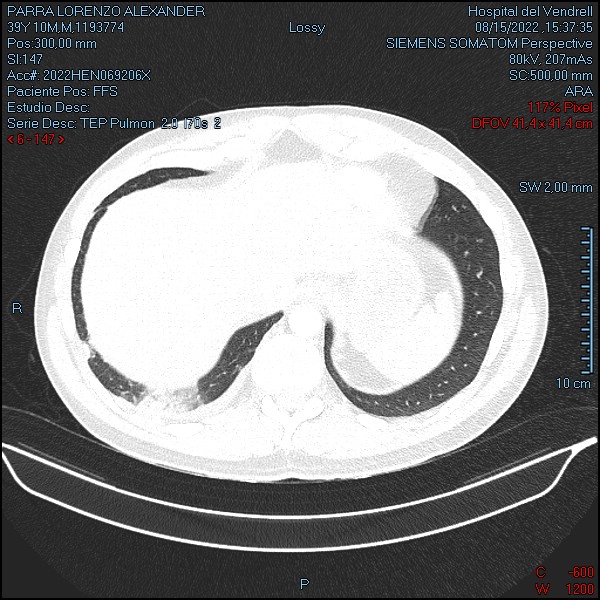 PARRA LORENZO ALEXANDER
39Y 10M,M,1193774
Pos:300,00 mm
SI:147
Acc#: 2022HEN069206X
Paciente Pos: FFS
Estudio Desc:
Serie Desc: TEP Pulmon 2.0 I70s 2
< 6 - 147 >
Lossy
Hospital del Vendrell
08/15/2022 ,15:37:35
SIEMENS SOMATOM Perspective
80kV, 207mAs
SC:500,00 mm
ARA
117% Pixel
DFOV 41,4 x 41,4 cm
SW 2,00 mm
R
10 cm
P
C -600
W 1200